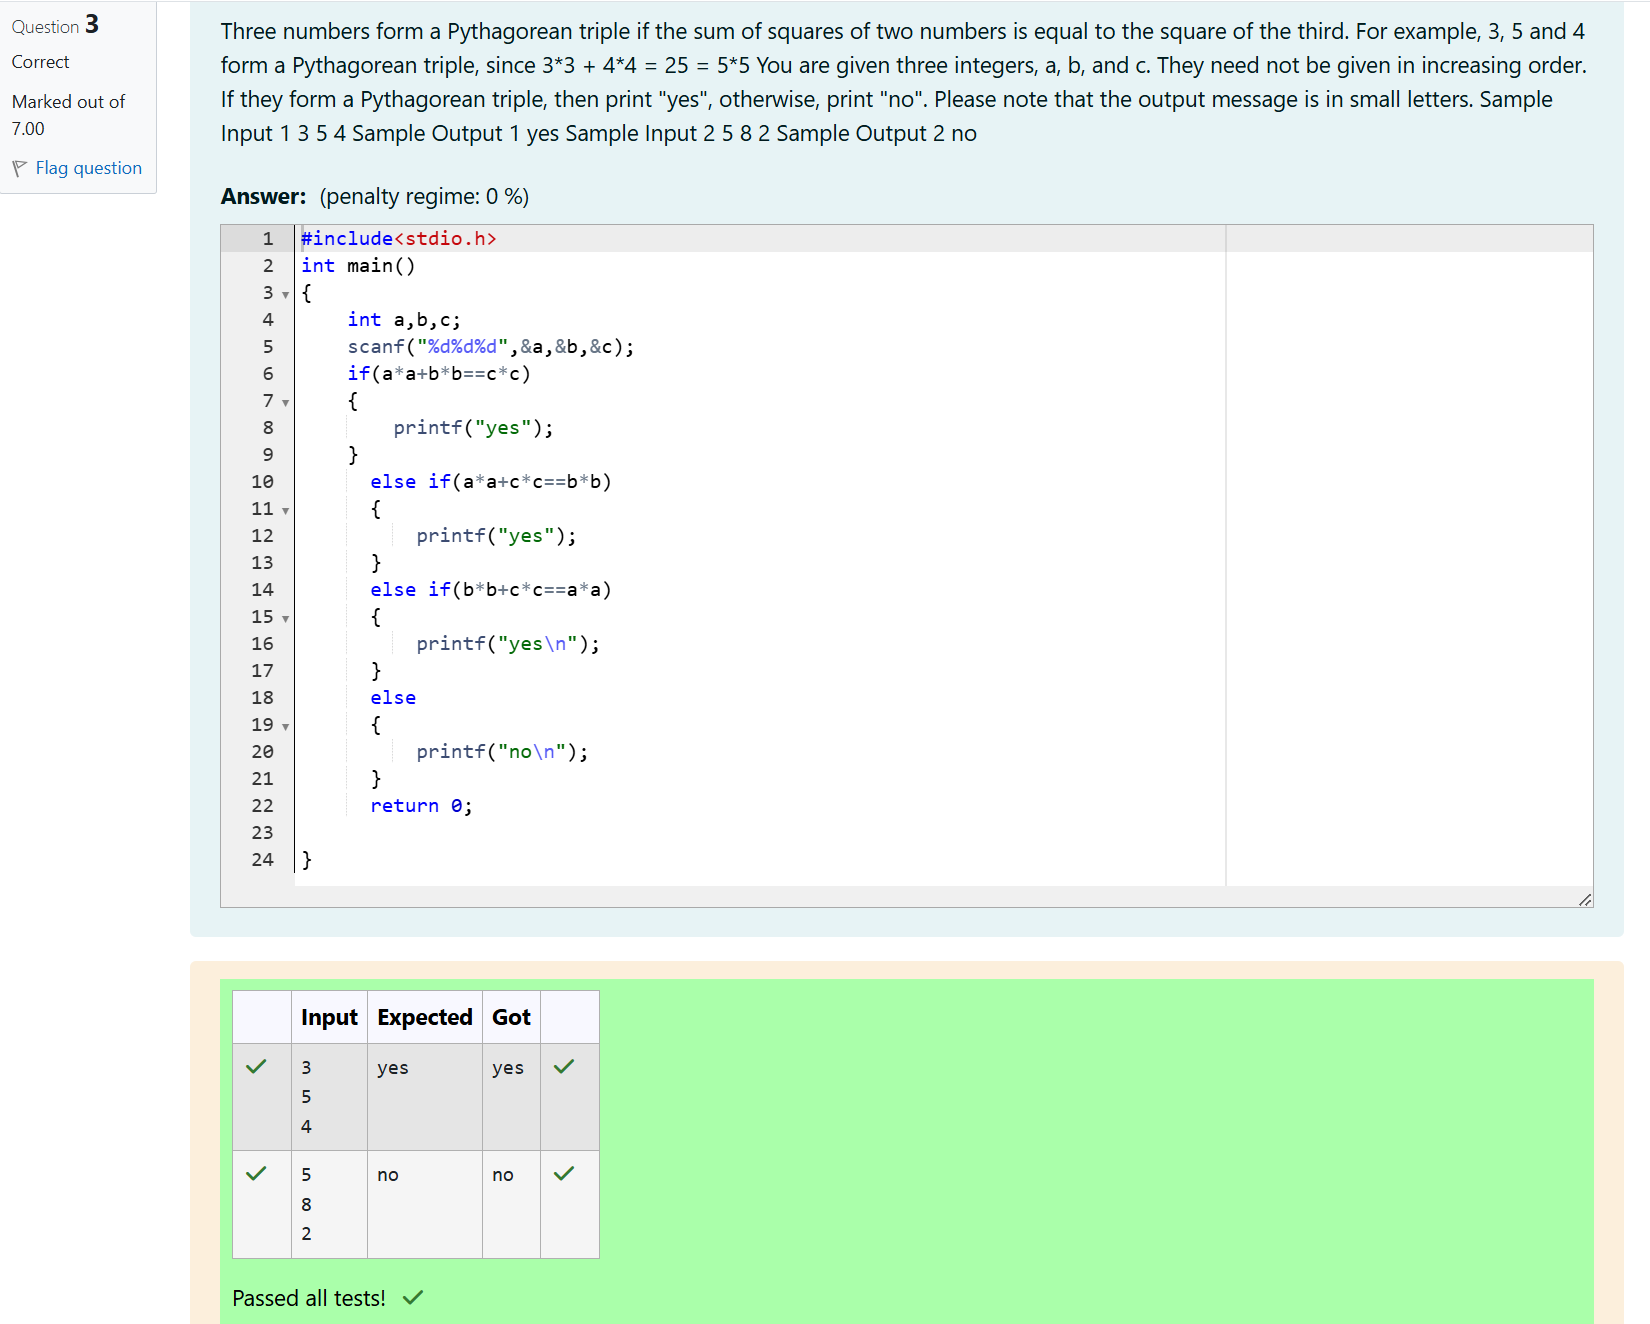 Question 3
Correct
Marked out of
7.00
Flag question
Three numbers form a Pythagorean triple if the sum of squares of two numbers is equal to the square of the third. For example, 3, 5 and 4
form a Pythagorean triple, since 3*3 + 4*4 = 25 = 5*5 You are given three integers, a, b, and c. They need not be given in increasing order.
If they form a Pythagorean triple, then print "yes", otherwise, print "no". Please note that the output message is in small letters. Sample
Input 1 3 5 4 Sample Output 1 yes Sample Input 2 5 8 2 Sample Output 2 no
Answer: (penalty regime: 0 %)
1 #include<stdio.h>
2 int main()
3 {
4     int a,b,c;
5     scanf("%d%d%d",&a,&b,&c);
6     if(a*a+b*b==c*c)
7     {
8         printf("yes");
9     }
10       else if(a*a+c*c==b*b)
11       {
12           printf("yes");
13       }
14       else if(b*b+c*c==a*a)
15       {
16           printf("yes\n");
17       }
18       else
19       {
20           printf("no\n");
21       }
22       return 0;
23
24 }
Input Expected Got
3 yes yes
5
4
5 no no
8
2
Passed all tests!